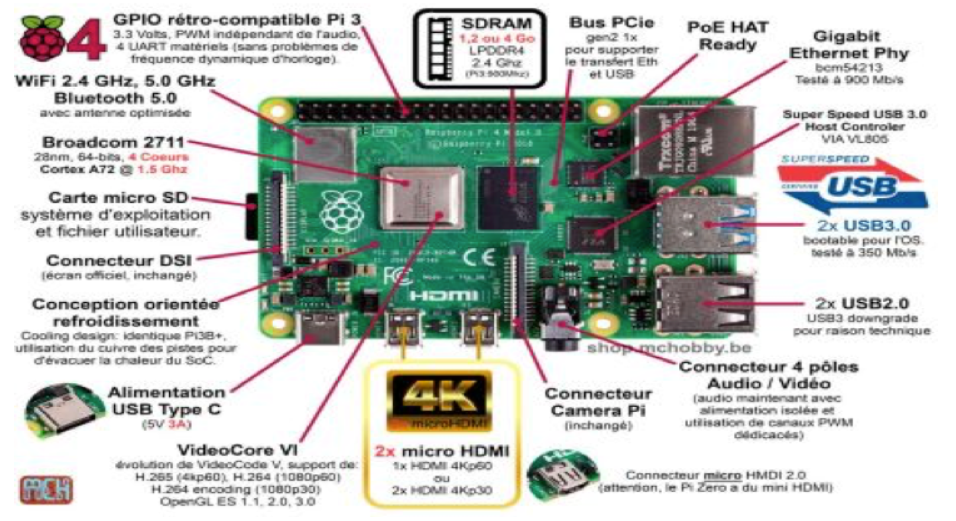 4
GPIO rétro-compatible Pi 3
3.3 Volts, PWM indépendant de l'audio,
4 UART matériels (sans problèmes de
fréquence dynamique d'horloge).
SDRAM
1,2 ou 4 Go
LPDDR4
2.4 Ghz
(Pi3:900Mhz)
Bus PCie
gen2 1x
pour supporter
le transfert Eth
et USB
PoE HAT
Ready
Gigabit
Ethernet Phy
bcm54213
Testé à 900 Mb/s
WiFi 2.4 GHz, 5.0 GHz
Bluetooth 5.0
avec antenne optimisée
Super Speed USB 3.0
Host Controler
VIA VL805
Broadcom 2711
28nm, 64-bits, 4 Coeurs
Cortex A72 @ 1.5 Ghz
SUPERSPEED
CERTIFIED
USB
Carte micro SD
système d'exploitation
et fichier utilisateur.
2x USB3.0
bootable pour l'OS.
testé à 350 Mb/s
Connecteur DSI
(écran officiel, inchangé)
FC
CE
HDMI
Conception orientée
refroidissement
Cooling design: identique Pi3B+,
utilisation du cuivre des pistes pour
d'évacuer la chaleur du SoC.
2x USB2.0
USB3 downgrade
pour raison technique
shop.mchobby.be
Alimentation
USB Type C
(5V 3A)
4K
microHDMI
2x micro HDMI
1x HDMI 4Kp60
ou
2x HDMI 4Kp30
Connecteur
Camera Pi
(inchangé)
Connecteur 4 pôles
Audio / Vidéo
(audio maintenant avec
alimentation isolée et
utilisation de canaux PWM
dédicacés)
VideoCore VI
évolution de VideoCode V, support de:
H.265 (4kp60), H.264 (1080p60)
H.264 encoding (1080p30)
OpenGL ES 1.1, 2.0, 3.0
MCH
Connecteur micro HMDI 2.0
(attention, le Pi Zero a du mini HDMI)